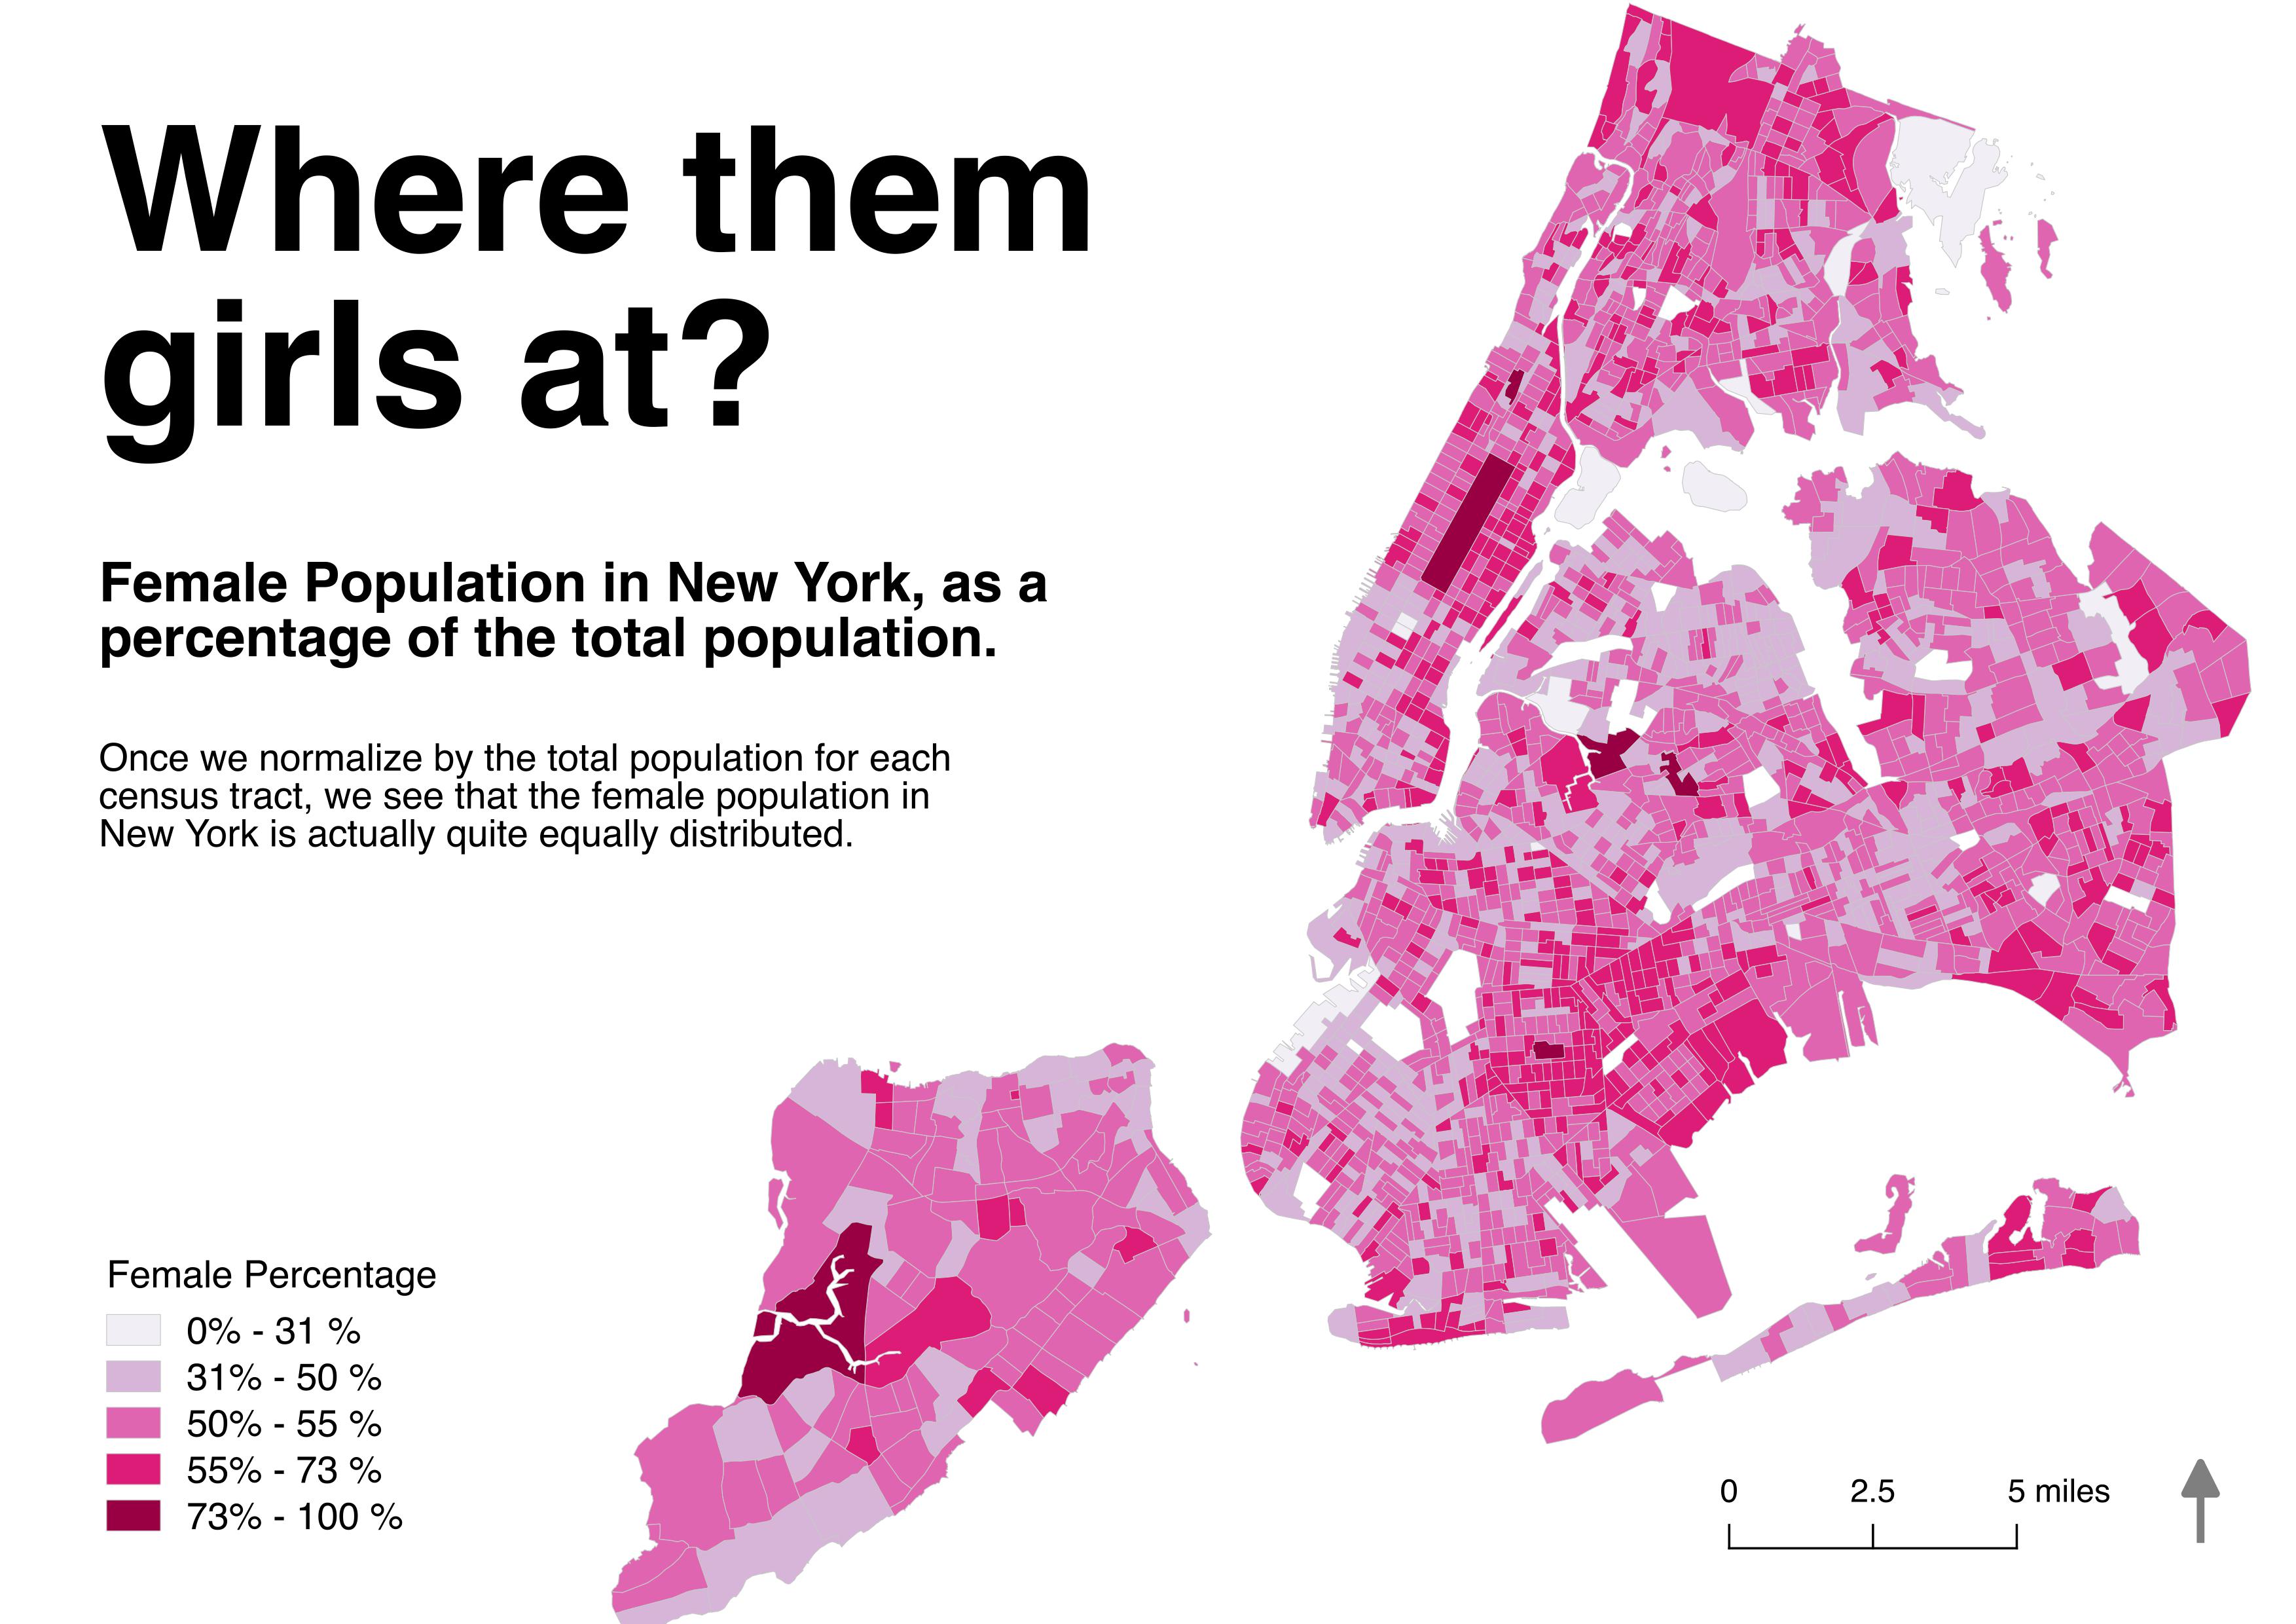 Where them
girls at?
Female Population in New York, as a
percentage of the total population.
Once we normalize by the total population for each
census tract, we see that the female population in
New York is actually quite equally distributed.
Female Percentage
0% - 31 %
31% - 50 %
50% - 55 %
55% - 73 %
73% - 100 %
0 2.5 5 miles